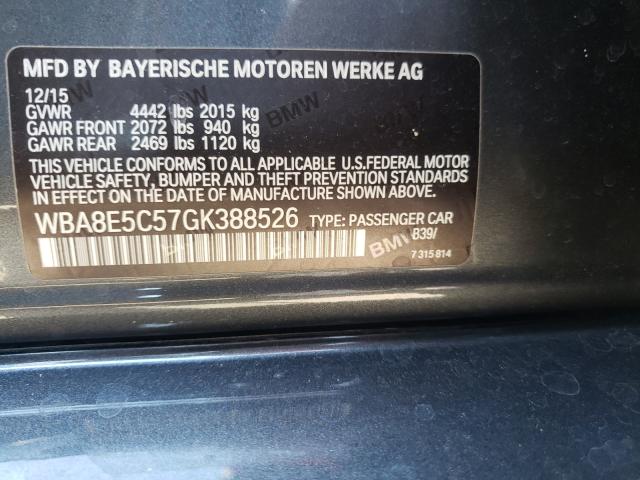 MFD BY BAYERISCHE MOTOREN WERKE AG
12/15
GVWR 4442 lbs 2015 kg
GAWR FRONT 2072 lbs 940 kg
GAWR REAR 2469 lbs 1120 kg
THIS VEHICLE CONFORMS TO ALL APPLICABLE U.S.FEDERAL MOTOR
VEHICLE SAFETY, BUMPER AND THEFT PREVENTION STANDARDS
IN EFFECT ON THE DATE OF MANUFACTURE SHOWN ABOVE.
WBA8E5C57GK388526 TYPE: PASSENGER CAR
B39/
7 315 814
BMW
BMW
BMW